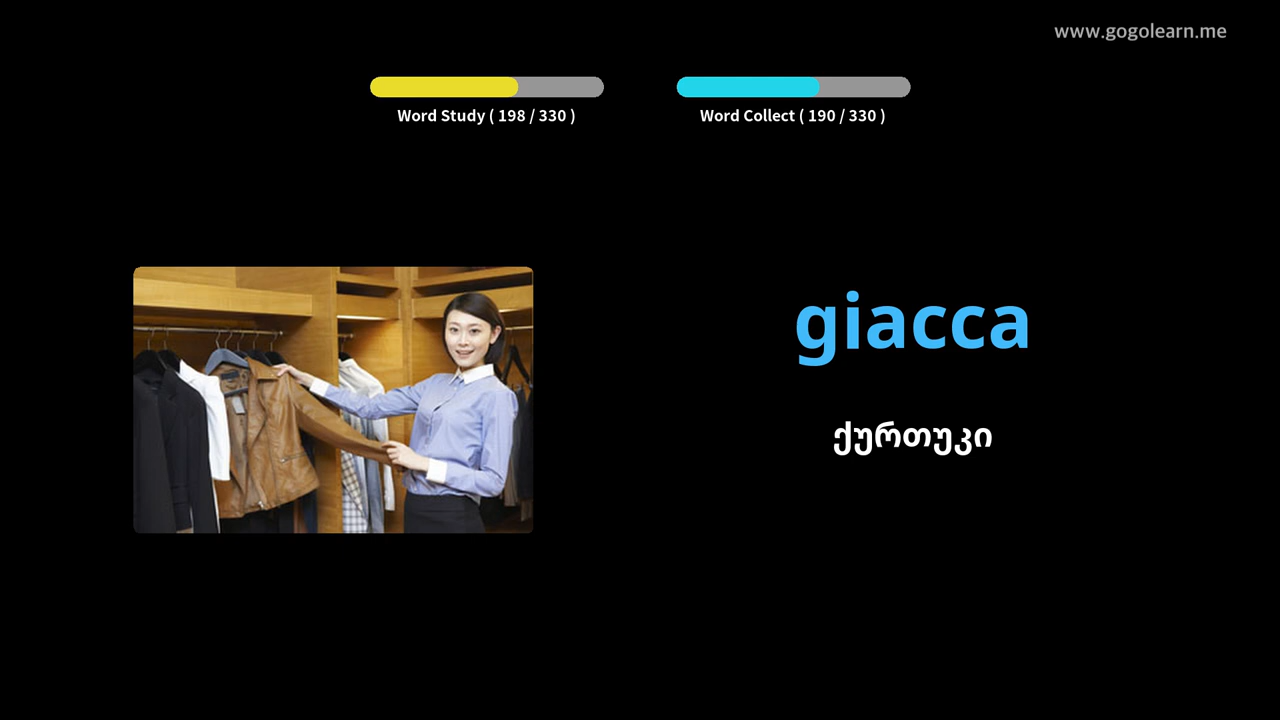 www.gogolearn.me
Word Study ( 198 / 330 )
Word Collect ( 190 / 330 )
giacca
ქურთუკი